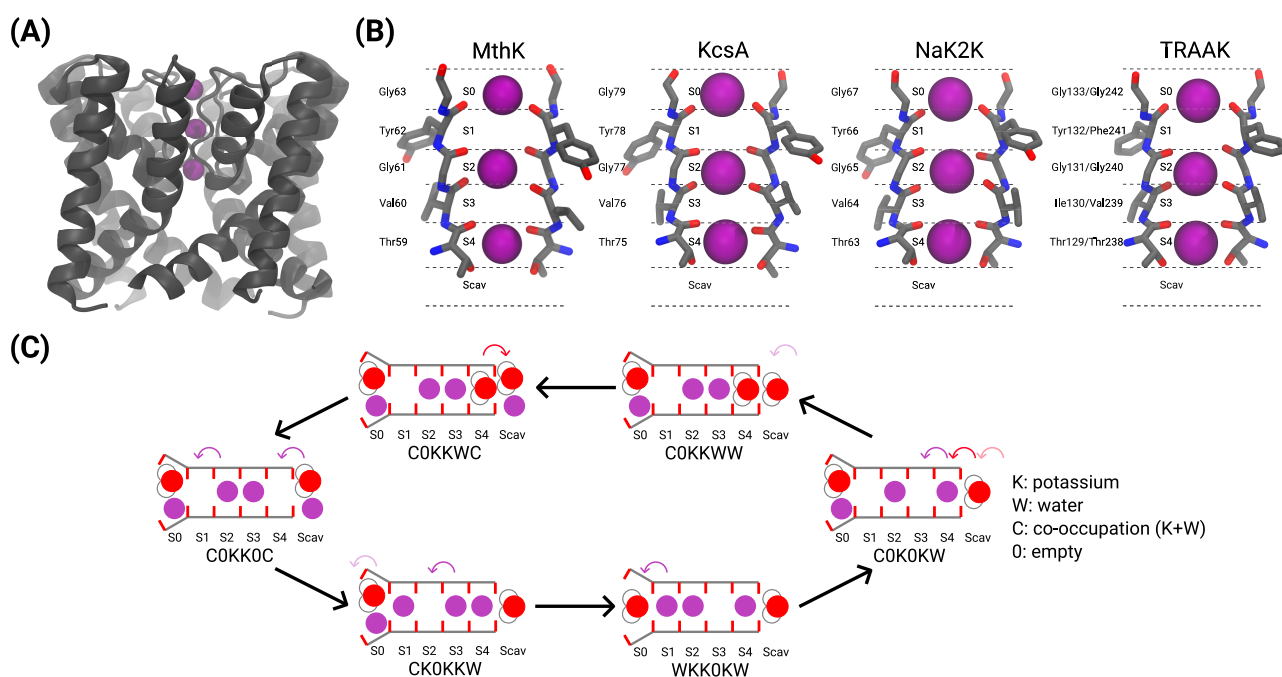 (A)
(B)
MthK
KcsA
NaK2K
TRAAK
Gly63
S0
Tyr62
S1
Gly61
S2
Val60
S3
Thr59
S4
Scav
Gly79
S0
Tyr78
S1
Gly77
S2
Val76
S3
Thr75
S4
Scav
Gly67
S0
Tyr66
S1
Gly65
S2
Val64
S3
Thr63
S4
Scav
Gly133/Gly242
S0
Tyr132/Phe241
S1
Gly131/Gly240
S2
Ile130/Val239
S3
Thr129/Thr238
S4
Scav
(C)
S0 S1 S2 S3 S4 Scav
C0KKWC
S0 S1 S2 S3 S4 Scav
C0KKWW
S0 S1 S2 S3 S4 Scav
C0KK0C
S0 S1 S2 S3 S4 Scav
C0K0KW
K: potassium
W: water
C: co-occupation (K+W)
0: empty
S0 S1 S2 S3 S4 Scav
CK0KKW
S0 S1 S2 S3 S4 Scav
WKK0KW